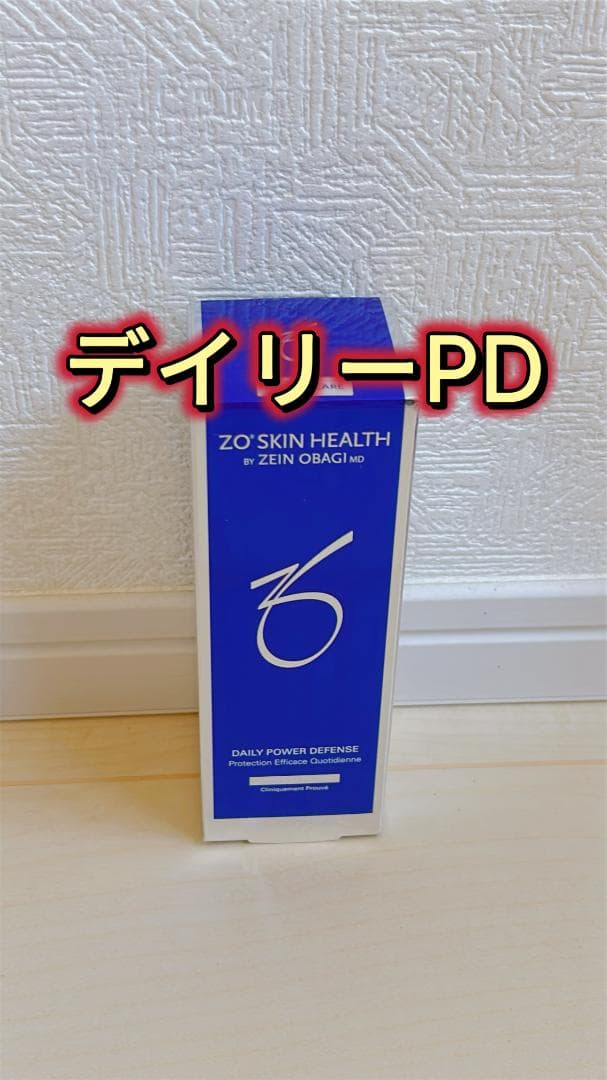 デイリーPD
ZO® SKIN HEALTH
BY ZEIN OBAGI MD
DAILY POWER DEFENSE
Protection Efficace Quotidienne
Cliniquement Prouvé